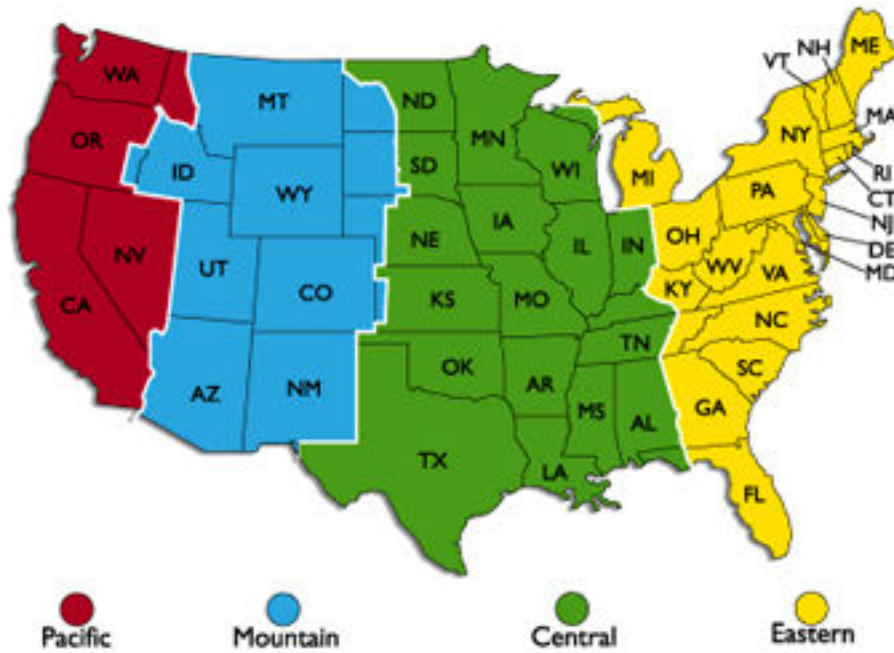 NH
ME
VT
WA
MT
ND
MA
OR
MN
NY
ID
SD
WI
RI
WY
MI
PA
CT
IA
NJ
NV
NE
IL
IN
OH
DE
UT
WV
VA
MD
CO
KY
CA
KS
MO
NC
TN
OK
SC
AZ
NM
AR
MS
AL
GA
TX
LA
FL
Pacific
Mountain
Central
Eastern